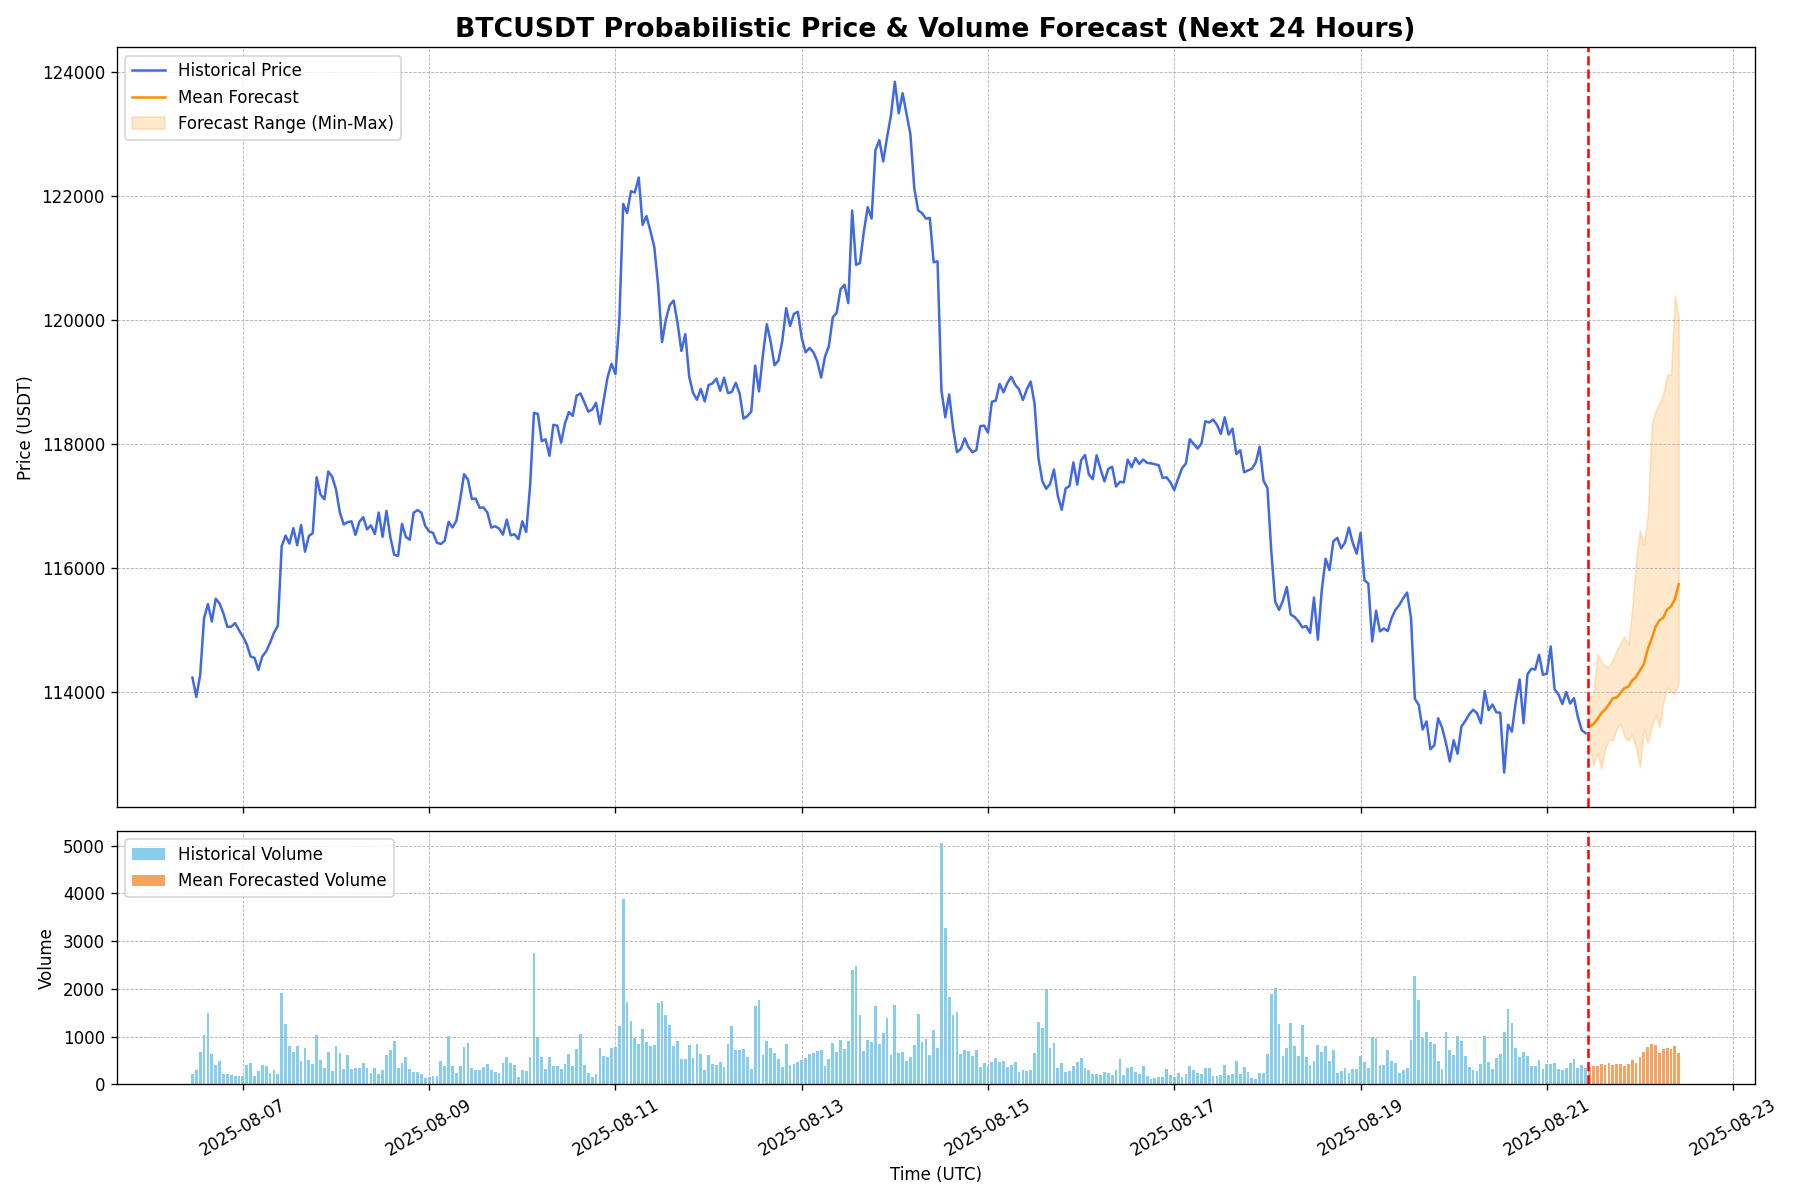 BTCUSDT Probabilistic Price & Volume Forecast (Next 24 Hours)
Historical Price
Mean Forecast
Forecast Range (Min-Max)
Price (USDT)
124000
122000
120000
118000
116000
114000
Historical Volume
Mean Forecasted Volume
Volume
5000
4000
3000
2000
1000
0
2025-08-07
2025-08-09
2025-08-11
2025-08-13
2025-08-15
2025-08-17
2025-08-19
2025-08-21
2025-08-23
Time (UTC)